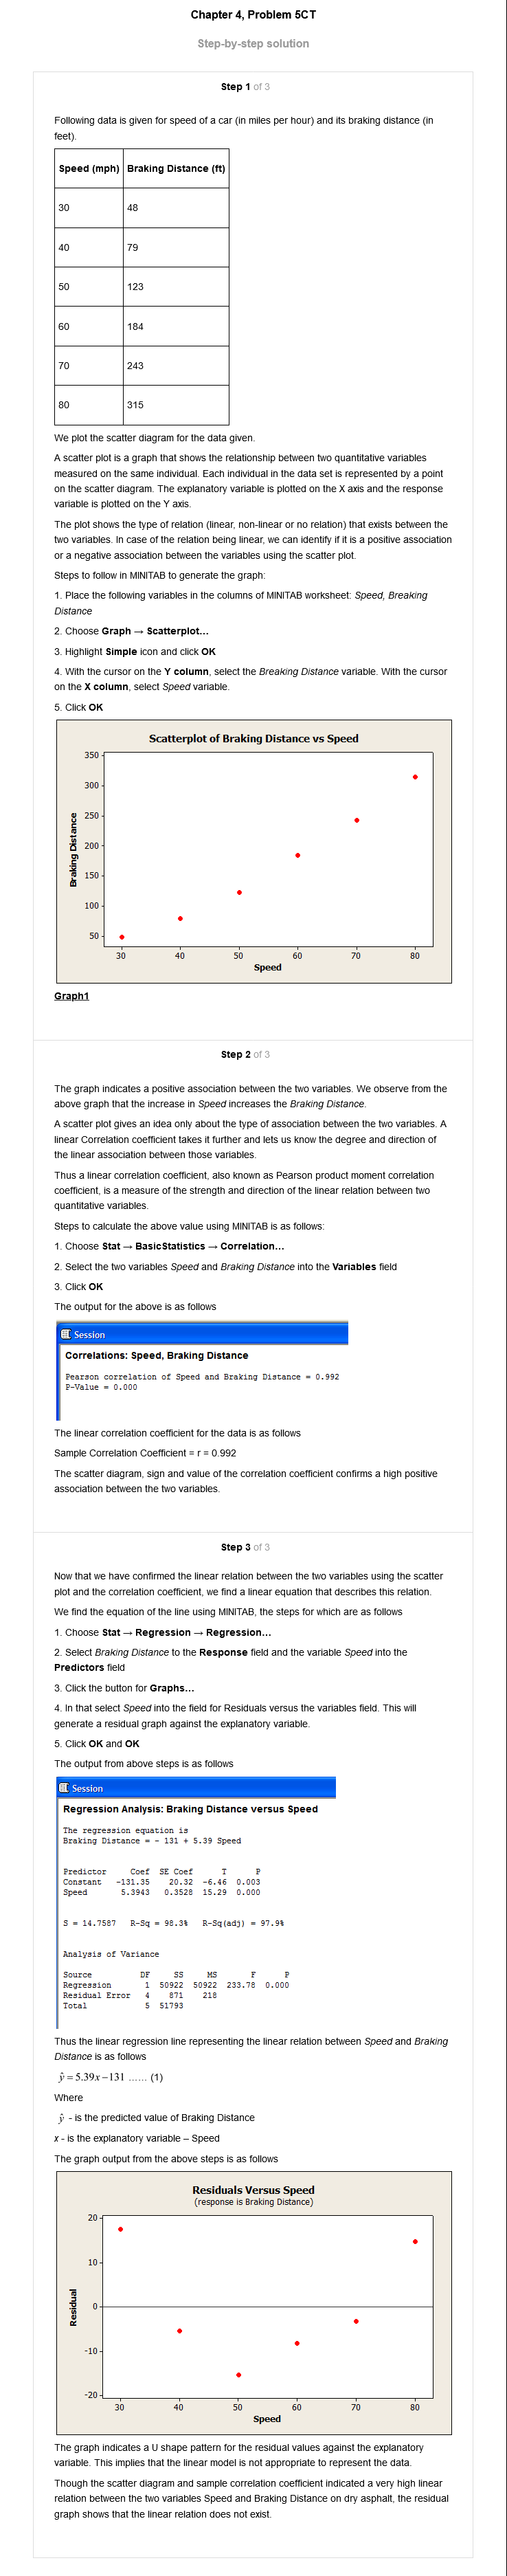 Chapter 4, Problem 5CT
Step-by-step solution
Step 1 of 3
Following data is given for speed of a car (in miles per hour) and its braking distance (in
feet).
Speed (mph) Braking Distance (ft)
30 48
40 79
50 123
60 184
70 243
80 315
We plot the scatter diagram for the data given.
A scatter plot is a graph that shows the relationship between two quantitative variables
measured on the same individual. Each individual in the data set is represented by a point
on the scatter diagram. The explanatory variable is plotted on the X axis and the response
variable is plotted on the Y axis.
The plot shows the type of relation (linear, non-linear or no relation) that exists between the
two variables. In case of the relation being linear, we can identify if it is a positive association
or a negative association between the variables using the scatter plot.
Steps to follow in MINITAB to generate the graph:
1. Place the following variables in the columns of MINITAB worksheet: Speed, Breaking
Distance
2. Choose Graph → Scatterplot...
3. Highlight Simple icon and click OK
4. With the cursor on the Y column, select the Breaking Distance variable. With the cursor
on the X column, select Speed variable.
5. Click OK
Scatterplot of Braking Distance vs Speed
350
300
250
200
150
100
50
Braking Distance
30 40 50 60 70 80
Speed
Graph1
Step 2 of 3
The graph indicates a positive association between the two variables. We observe from the
above graph that the increase in Speed increases the Braking Distance.
A scatter plot gives an idea only about the type of association between the two variables. A
linear Correlation coefficient takes it further and lets us know the degree and direction of
the linear association between those variables.
Thus a linear correlation coefficient, also known as Pearson product moment correlation
coefficient, is a measure of the strength and direction of the linear relation between two
quantitative variables.
Steps to calculate the above value using MINITAB is as follows:
1. Choose Stat → BasicStatistics → Correlation...
2. Select the two variables Speed and Braking Distance into the Variables field
3. Click OK
The output for the above is as follows
Session
Correlations: Speed, Braking Distance
Pearson correlation of Speed and Braking Distance = 0.992
P-Value = 0.000
The linear correlation coefficient for the data is as follows
Sample Correlation Coefficient = r = 0.992
The scatter diagram, sign and value of the correlation coefficient confirms a high positive
association between the two variables.
Step 3 of 3
Now that we have confirmed the linear relation between the two variables using the scatter
plot and the correlation coefficient, we find a linear equation that describes this relation.
We find the equation of the line using MINITAB, the steps for which are as follows
1. Choose Stat → Regression → Regression...
2. Select Braking Distance to the Response field and the variable Speed into the
Predictors field
3. Click the button for Graphs...
4. In that select Speed into the field for Residuals versus the variables field. This will
generate a residual graph against the explanatory variable.
5. Click OK and OK
The output from above steps is as follows
Session
Regression Analysis: Braking Distance versus Speed
The regression equation is
Braking Distance = - 131 + 5.39 Speed
Predictor Coef SE Coef T P
Constant -131.35 20.32 -6.46 0.003
Speed 5.3943 0.3528 15.29 0.000
S = 14.7587 R-Sq = 98.3% R-Sq(adj) = 97.9%
Analysis of Variance
Source DF SS MS F P
Regression 1 50922 50922 233.78 0.000
Residual Error 4 871 218
Total 5 51793
Thus the linear regression line representing the linear relation between Speed and Braking
Distance is as follows
ŷ = 5.39x – 131 ...... (1)
Where
ŷ - is the predicted value of Braking Distance
x - is the explanatory variable – Speed
The graph output from the above steps is as follows
Residuals Versus Speed
(response is Braking Distance)
20
10
0
-10
-20
Residual
30 40 50 60 70 80
Speed
The graph indicates a U shape pattern for the residual values against the explanatory
variable. This implies that the linear model is not appropriate to represent the data.
Though the scatter diagram and sample correlation coefficient indicated a very high linear
relation between the two variables Speed and Braking Distance on dry asphalt, the residual
graph shows that the linear relation does not exist.